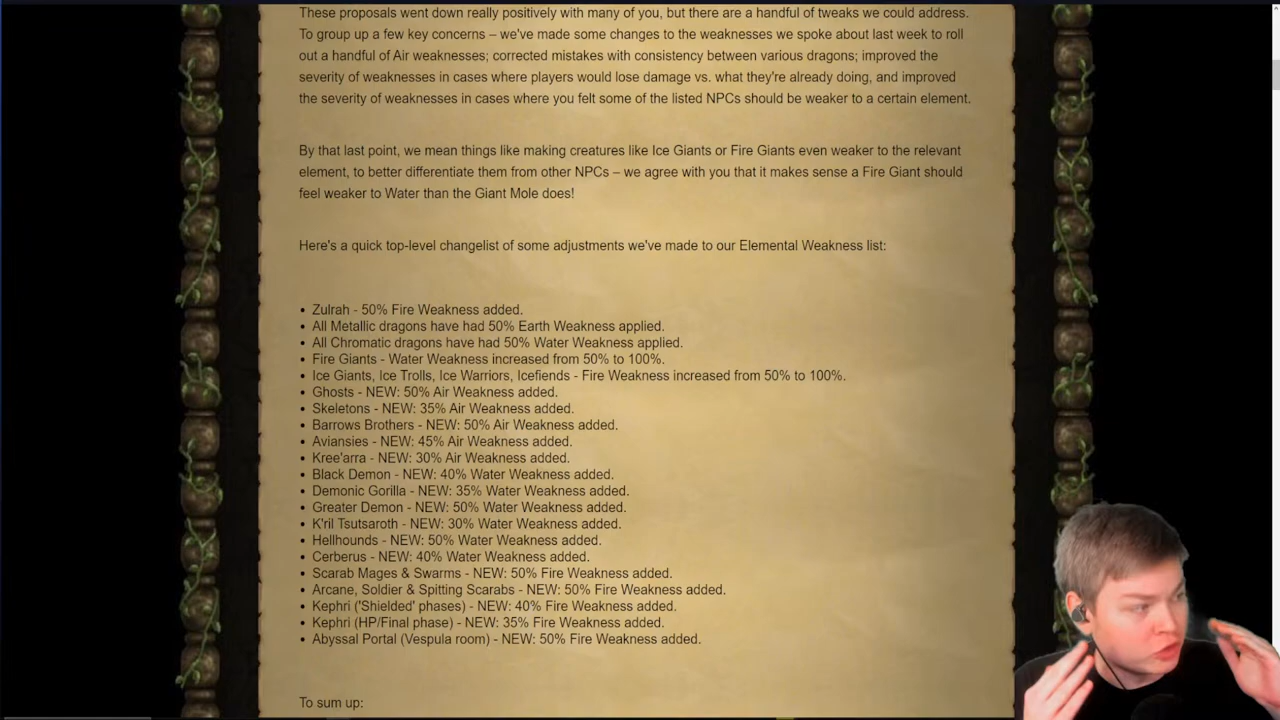 These proposals went down really positively with many of you, but there are a handful of tweaks we could address.
To group up a few key concerns – we've made some changes to the weaknesses we spoke about last week to roll
out a handful of Air weaknesses; corrected mistakes with consistency between various dragons; improved the
severity of weaknesses in cases where players would lose damage vs. what they're already doing, and improved
the severity of weaknesses in cases where you felt some of the listed NPCs should be weaker to a certain element.
By that last point, we mean things like making creatures like Ice Giants or Fire Giants even weaker to the relevant
element, to better differentiate them from other NPCs – we agree with you that it makes sense a Fire Giant should
feel weaker to Water than the Giant Mole does!
Here's a quick top-level changelist of some adjustments we've made to our Elemental Weakness list:
• Zulrah - 50% Fire Weakness added.
• All Metallic dragons have had 50% Earth Weakness applied.
• All Chromatic dragons have had 50% Water Weakness applied.
• Fire Giants - Water Weakness increased from 50% to 100%.
• Ice Giants, Ice Trolls, Ice Warriors, Icefiends - Fire Weakness increased from 50% to 100%.
• Ghosts - NEW: 50% Air Weakness added.
• Skeletons - NEW: 35% Air Weakness added.
• Barrows Brothers - NEW: 50% Air Weakness added.
• Aviansies - NEW: 45% Air Weakness added.
• Kree'arra - NEW: 30% Air Weakness added.
• Black Demon - NEW: 40% Water Weakness added.
• Demonic Gorilla - NEW: 35% Water Weakness added.
• Greater Demon - NEW: 50% Water Weakness added.
• K'ril Tsutsaroth - NEW: 30% Water Weakness added.
• Hellhounds - NEW: 50% Water Weakness added.
• Cerberus - NEW: 40% Water Weakness added.
• Scarab Mages & Swarms - NEW: 50% Fire Weakness added.
• Arcane, Soldier & Spitting Scarabs - NEW: 50% Fire Weakness added.
• Kephri ('Shielded' phases) - NEW: 40% Fire Weakness added.
• Kephri (HP/Final phase) - NEW: 35% Fire Weakness added.
• Abyssal Portal (Vespula room) - NEW: 50% Fire Weakness added.
To sum up: